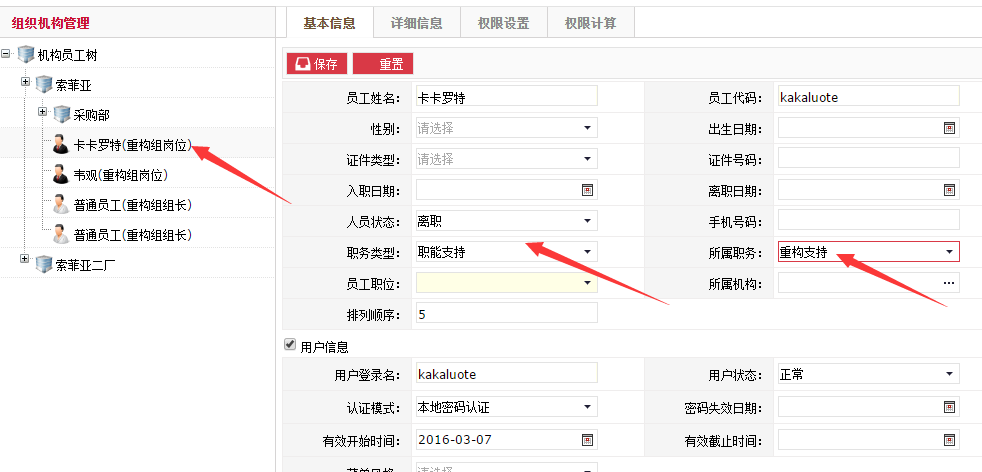 组织机构管理
机构员工树
索菲亚
采购部
卡卡罗特(重构组岗位)
韦观(重构组岗位)
普通员工(重构组组长)
普通员工(重构组组长)
索菲亚二厂
基本信息 详细信息 权限设置 权限计算
保存 重置
员工姓名: 卡卡罗特 员工代码: kakaluote
性别: 请选择 出生日期:
证件类型: 请选择 证件号码:
入职日期: 离职日期:
人员状态: 离职 手机号码:
职务类型: 职能支持 所属职务: 重构支持
员工职位: 所属机构: ...
排列顺序: 5
用户信息
用户登录名: kakaluote 用户状态: 正常
认证模式: 本地密码认证 密码失效日期:
有效开始时间: 2016-03-07 有效截止时间: